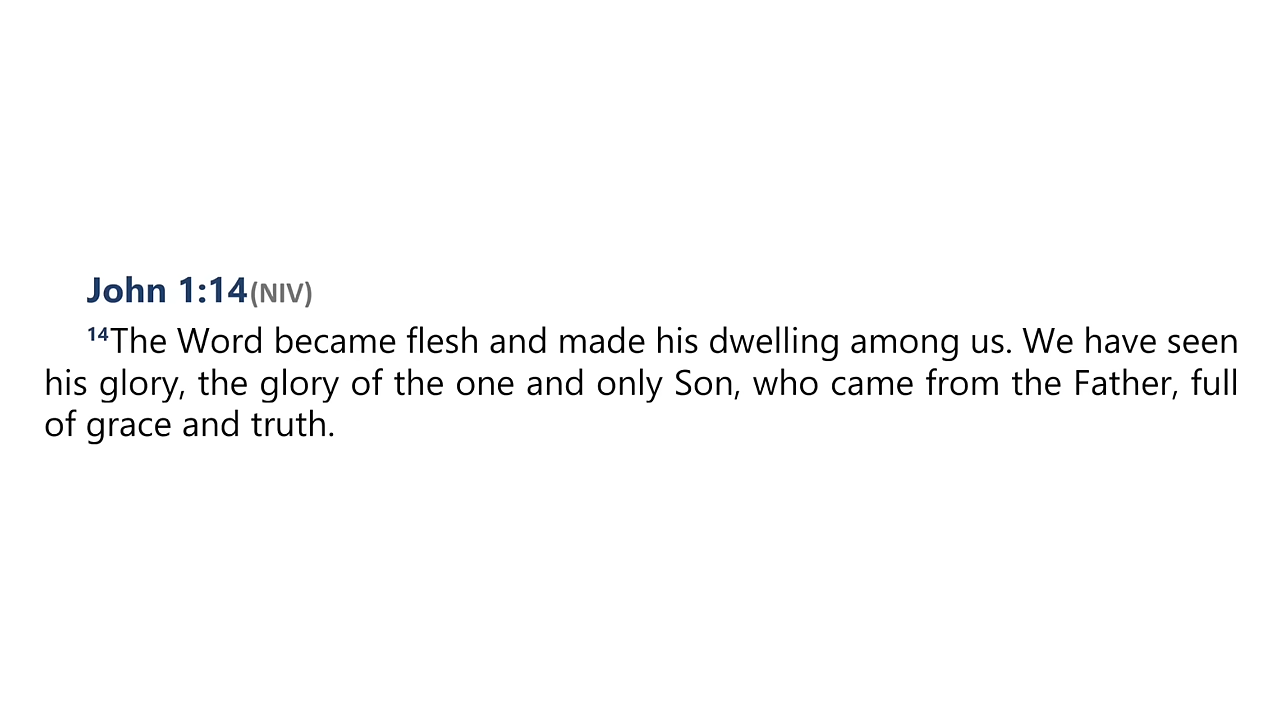 John 1:14(NIV)
¹⁴The Word became flesh and made his dwelling among us. We have seen
his glory, the glory of the one and only Son, who came from the Father, full
of grace and truth.